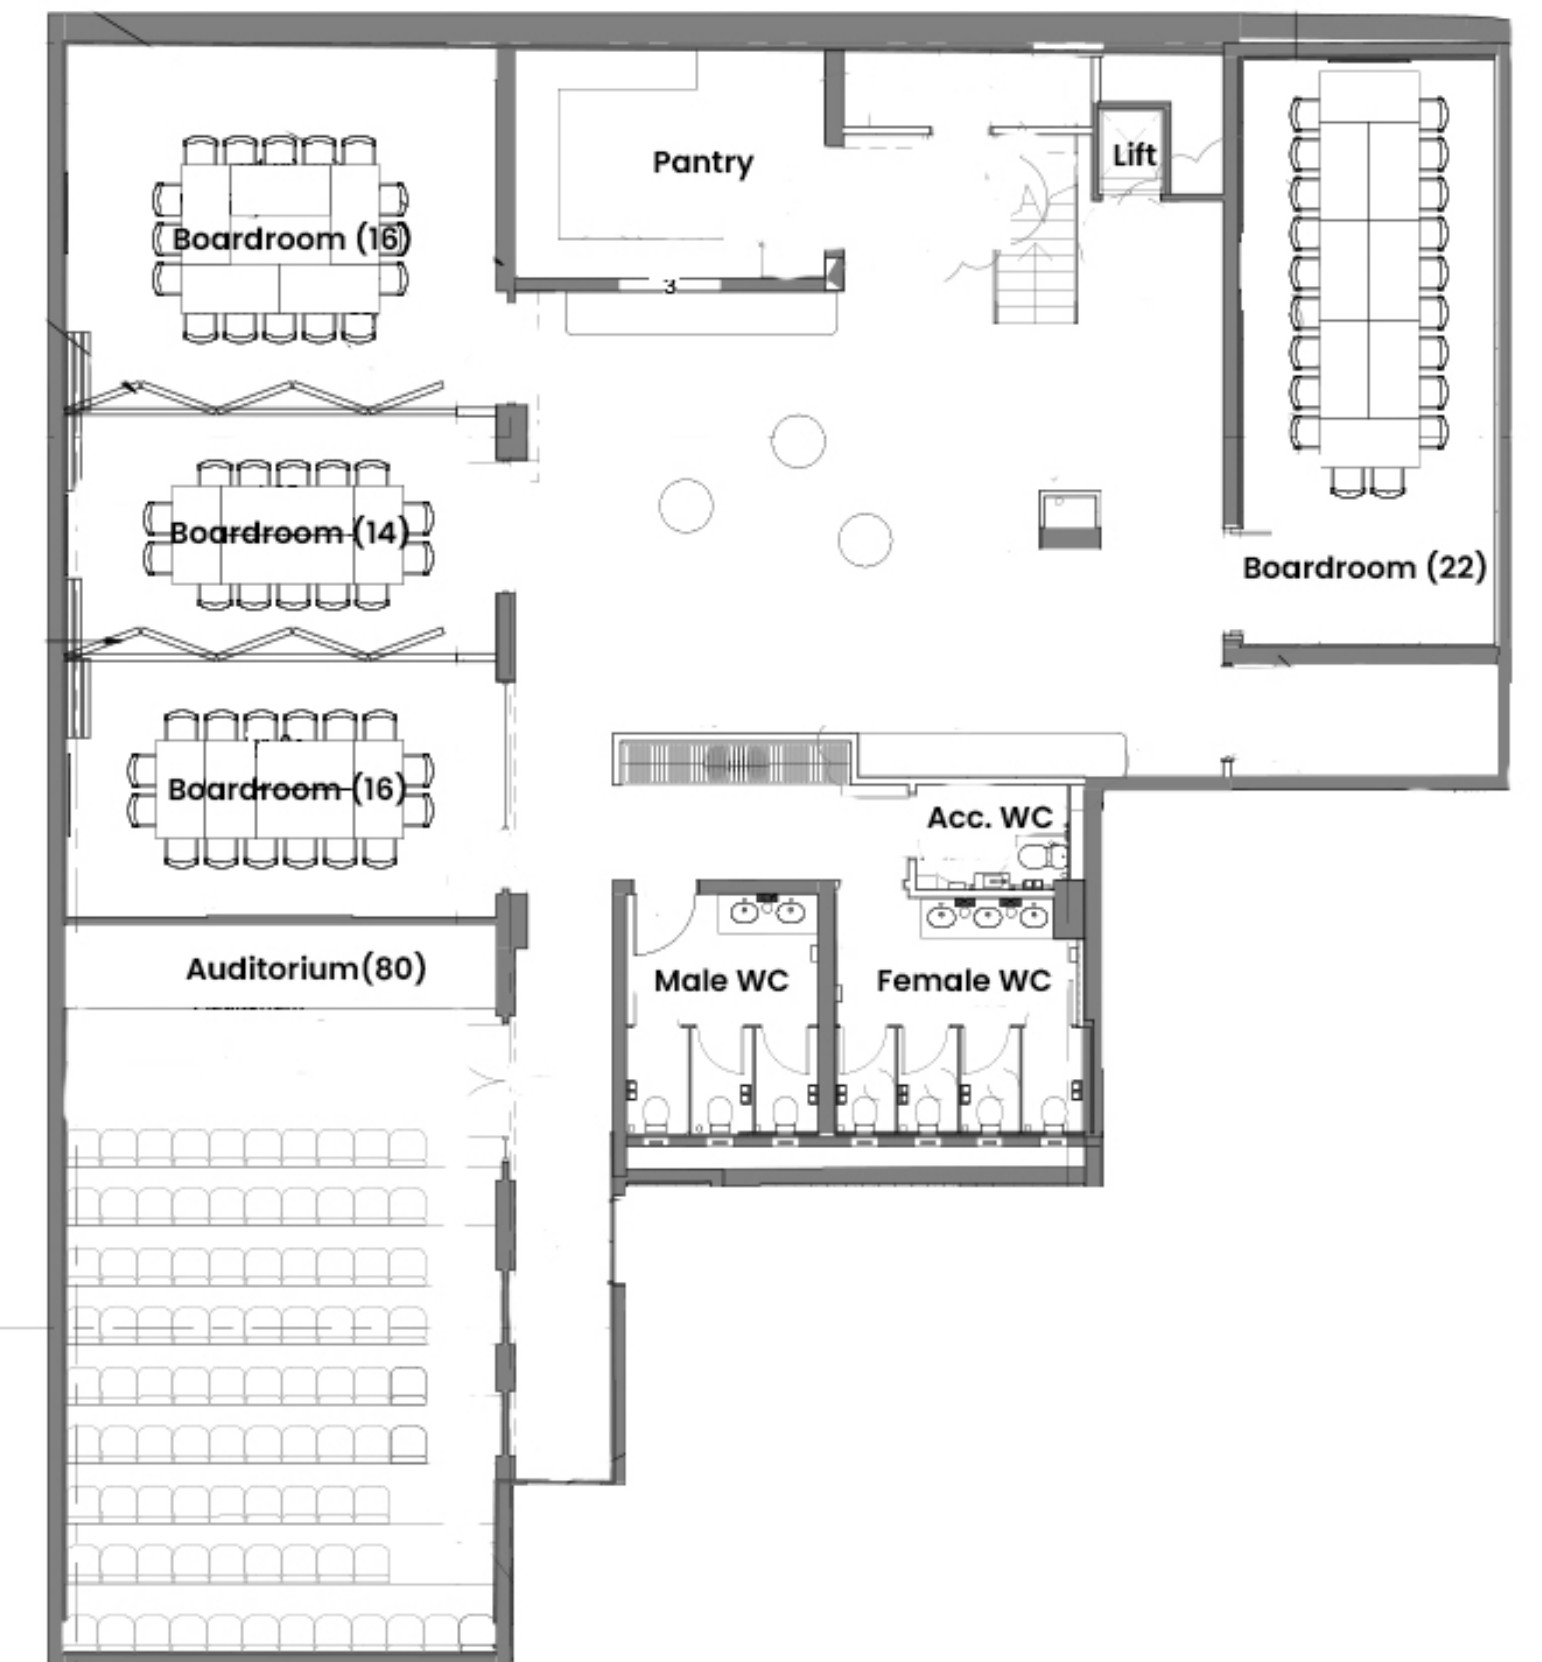 Pantry
Lift
Boardroom (16)
3
Boardroom (14)
Boardroom (22)
Boardroom (16)
Acc. WC
Auditorium(80)
Male WC
Female WC